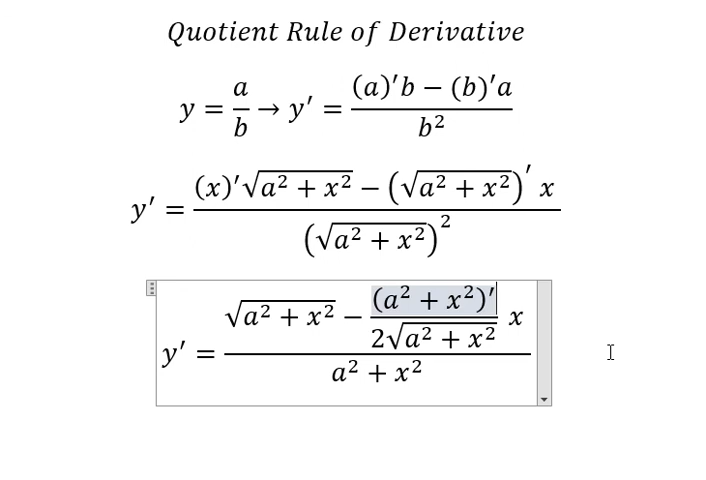 Quotient Rule of Derivative
y = a/b → y′ = ((a)′b − (b)′a)/b²
y′ = ((x)′√(a² + x²) − (√(a² + x²))′ x)/(√(a² + x²))²
y′ = (√(a² + x²) − (a² + x²)′/(2√(a² + x²)) x)/(a² + x²)